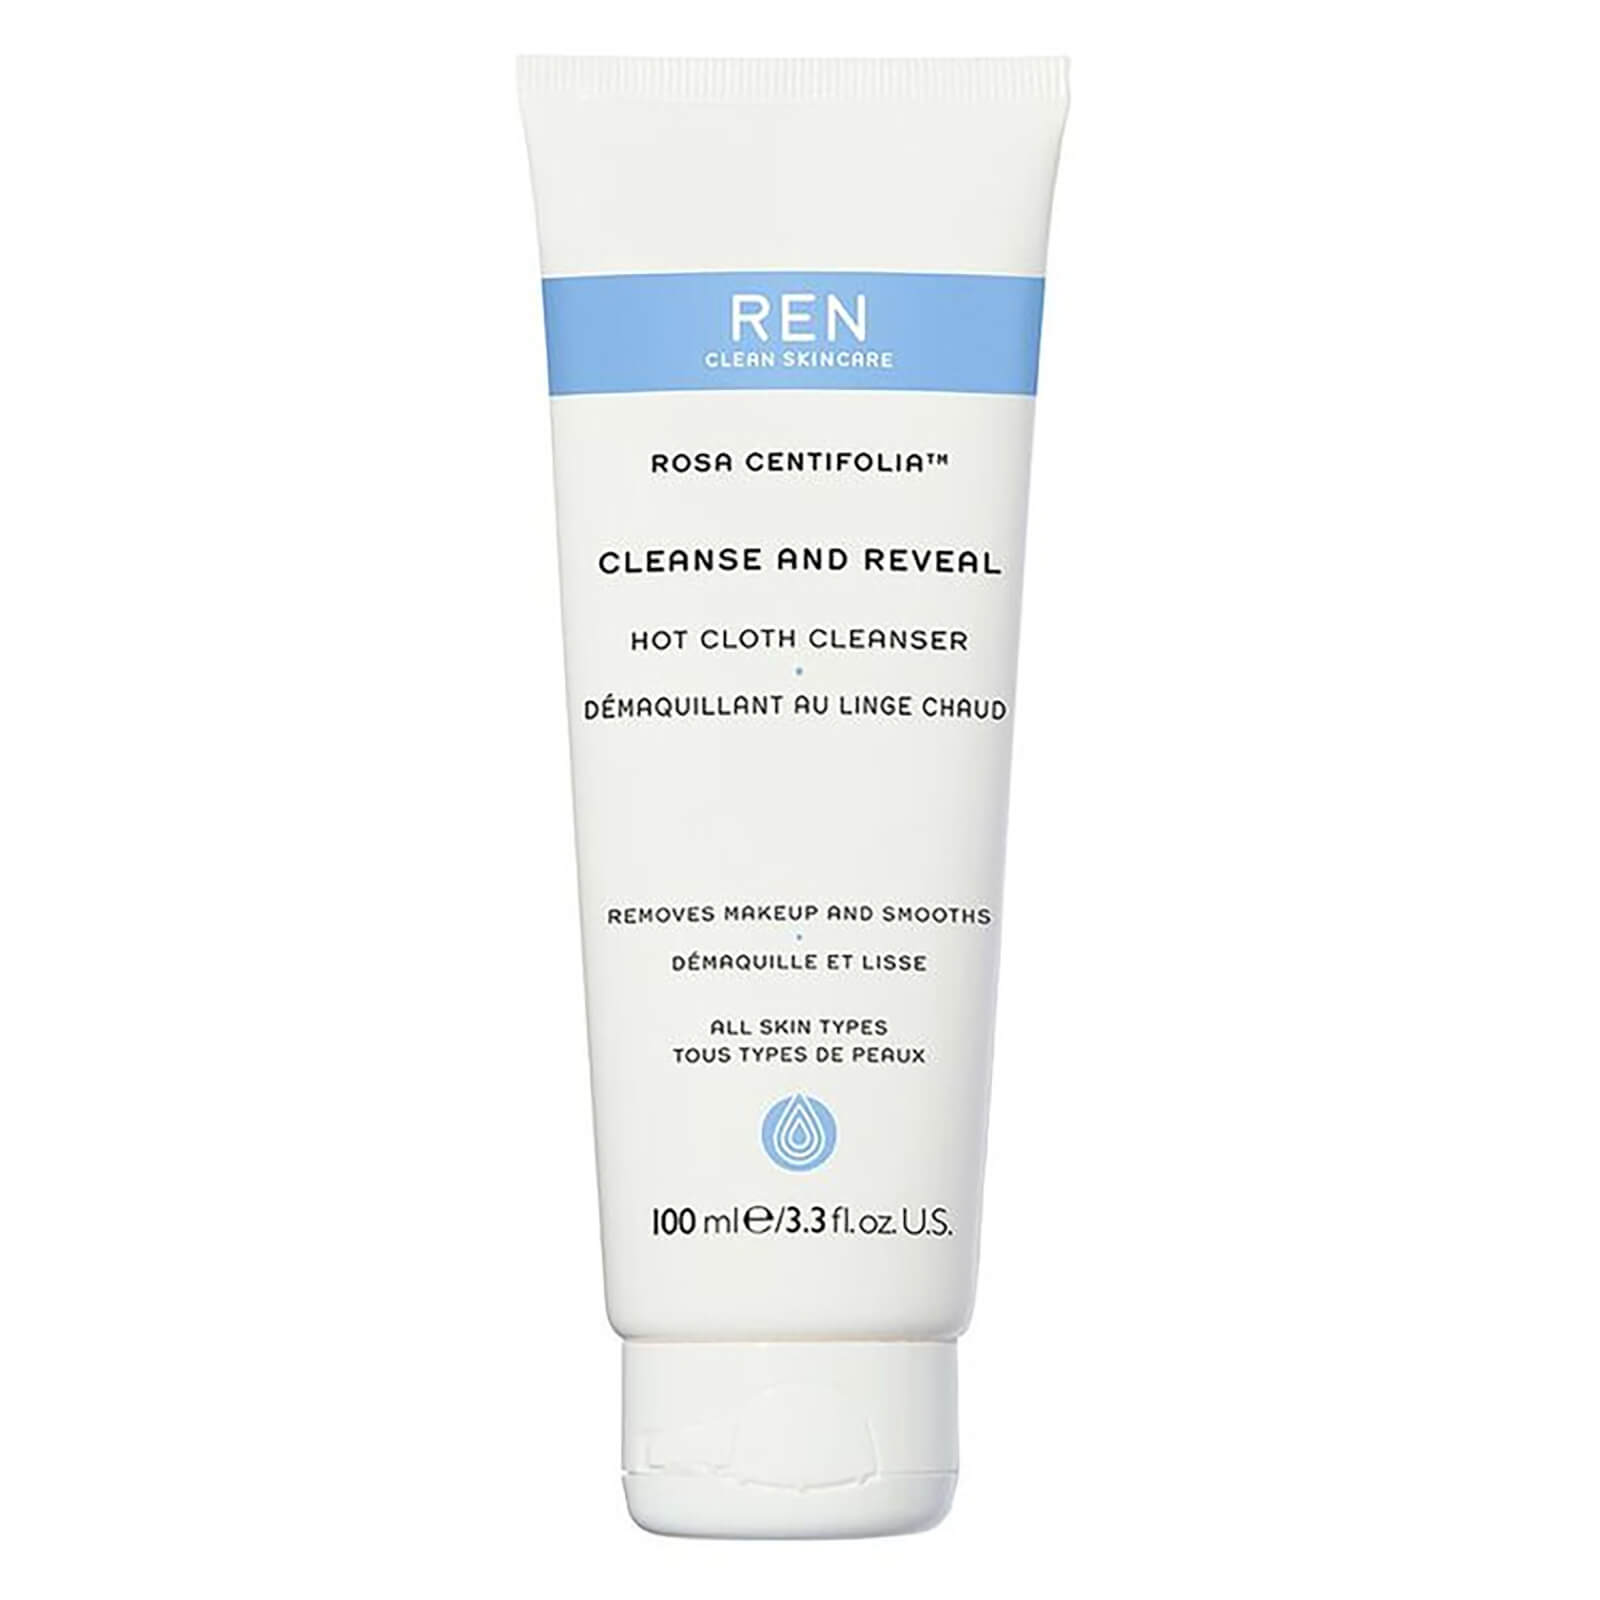 REN
CLEAN SKINCARE
ROSA CENTIFOLIA™
CLEANSE AND REVEAL
HOT CLOTH CLEANSER
DÉMAQUILLANT AU LINGE CHAUD
REMOVES MAKEUP AND SMOOTHS
DÉMAQUILLE ET LISSE
ALL SKIN TYPES
TOUS TYPES DE PEAUX
100 ml℮/3.3 fl. oz. U.S.